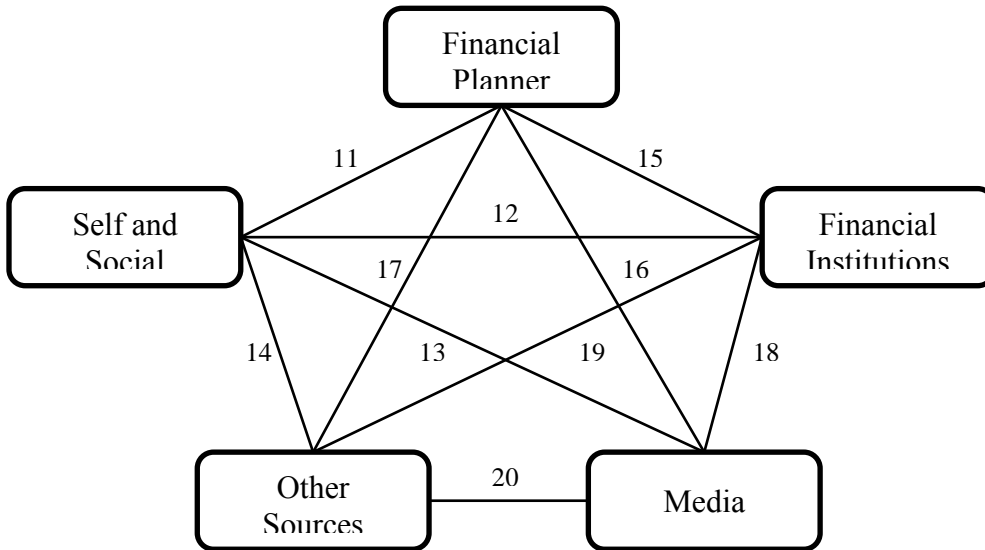 Financial
Planner
11
15
Self and
Social
12
Financial
Institutions
17
16
14
13
19
18
Other
Sources
20
Media